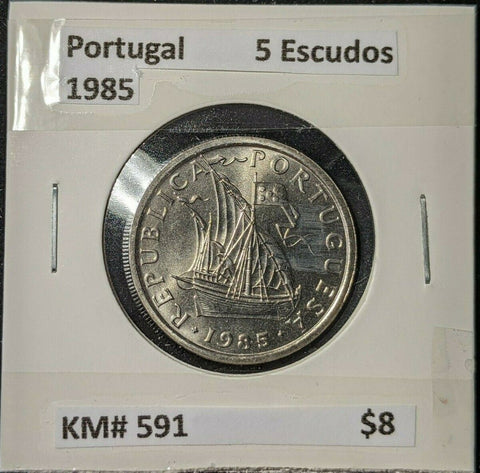 Portugal 5 Escudos
1985
REPUBLICA PORTUGUESA
1985
KM# 591 $8